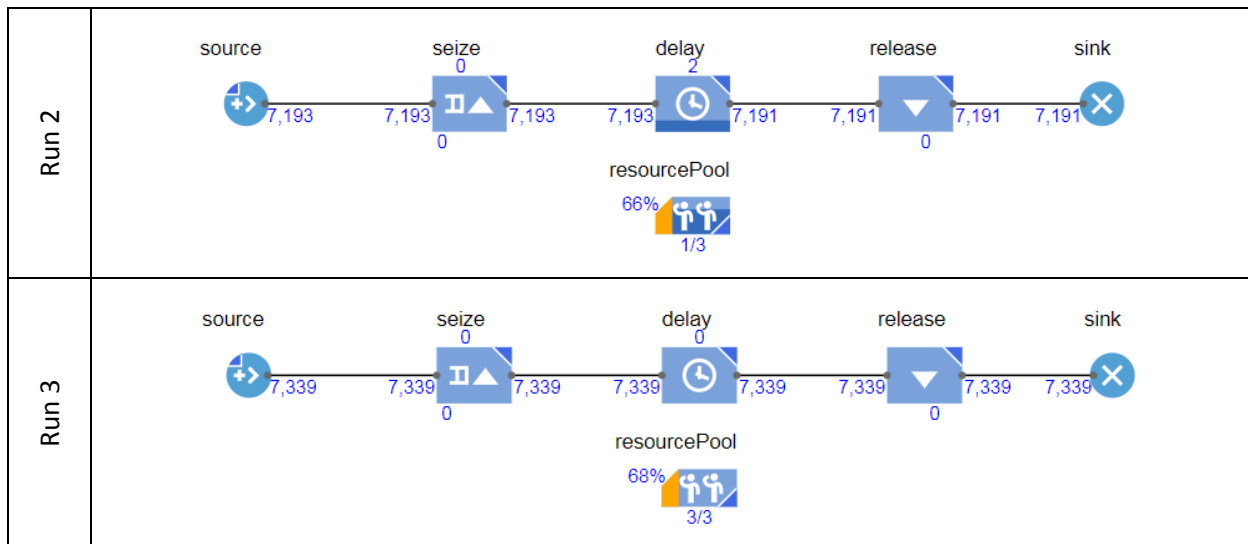 Run 2
source seize delay release sink
0 2
7,193 7,193 7,193 7,193 7,191 7,191 7,191 7,191
0 0
resourcePool
66%
1/3
Run 3
source seize delay release sink
0 0
7,339 7,339 7,339 7,339 7,339 7,339 7,339 7,339
0 0
resourcePool
68%
3/3